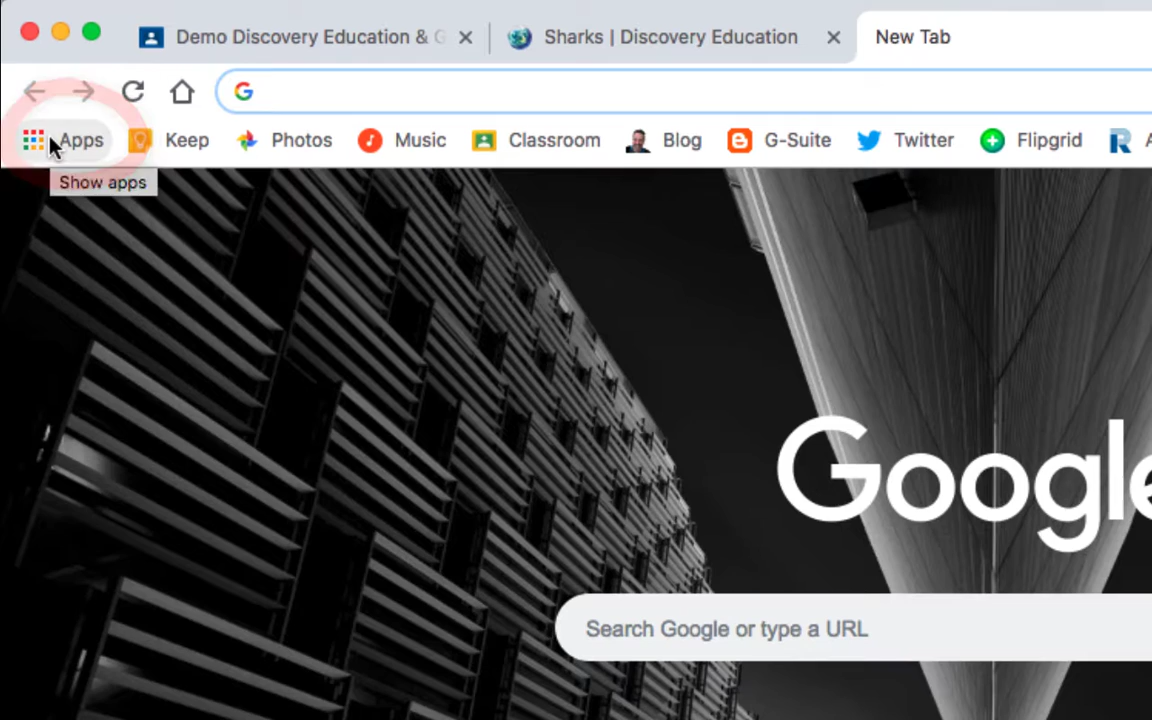 Demo Discovery Education & G
Sharks | Discovery Education
New Tab
Apps Keep Photos Music Classroom Blog G-Suite Twitter Flipgrid A
Show apps
Google
Search Google or type a URL